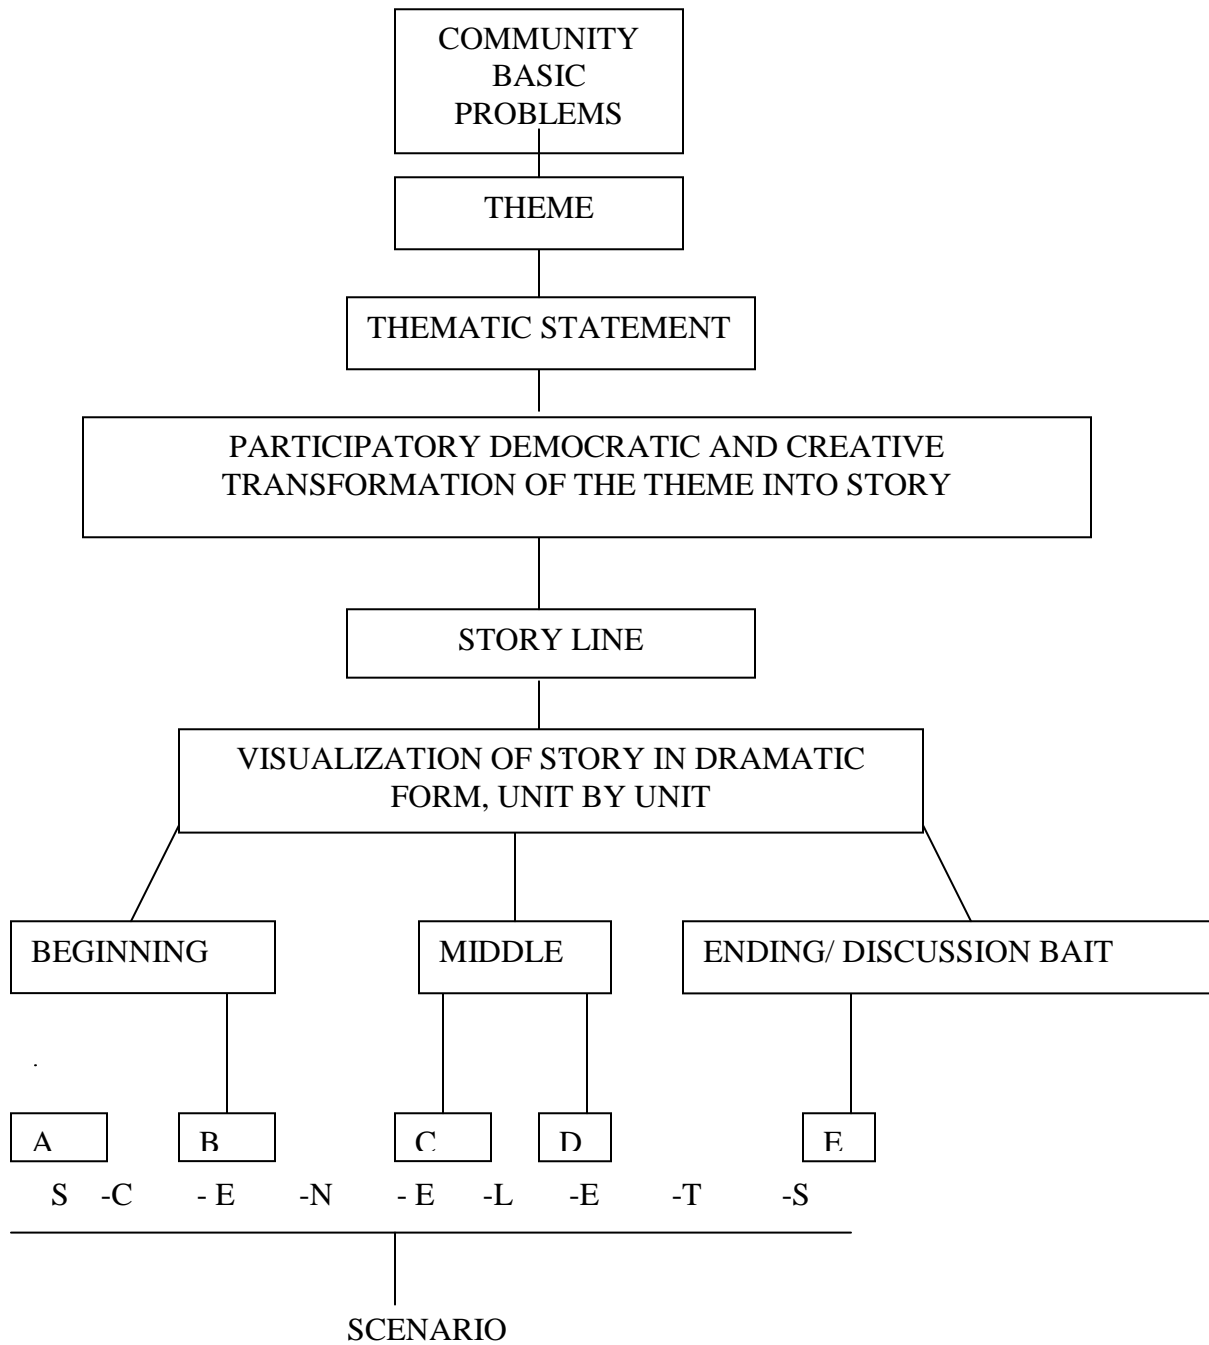 COMMUNITY
BASIC
PROBLEMS
THEME
THEMATIC STATEMENT
PARTICIPATORY DEMOCRATIC AND CREATIVE
TRANSFORMATION OF THE THEME INTO STORY
STORY LINE
VISUALIZATION OF STORY IN DRAMATIC
FORM, UNIT BY UNIT
BEGINNING
MIDDLE
ENDING/ DISCUSSION BAIT
A
B
C
D
E
S -C - E -N - E -L -E -T -S
SCENARIO